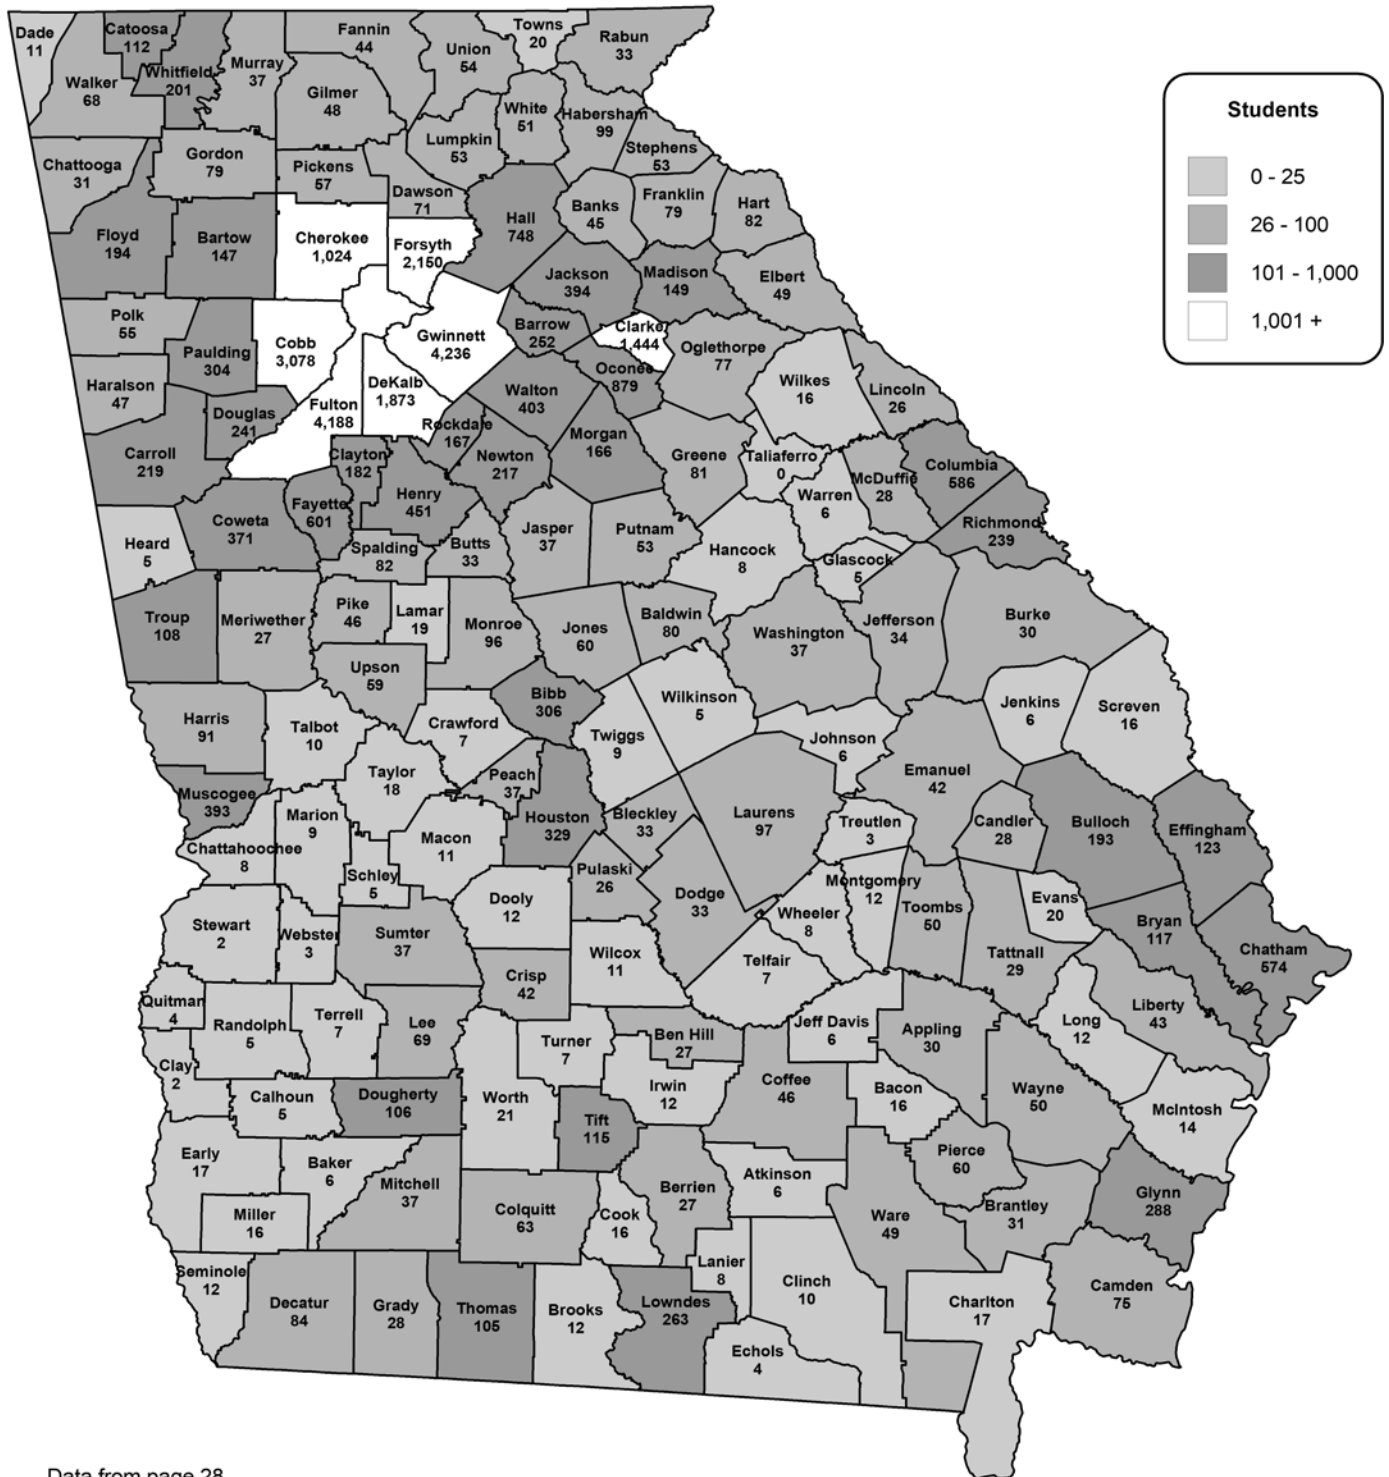 Students
0 - 25
26 - 100
101 - 1,000
1,001 +
Dade
11
Catoosa
112
Whitfield
201
Walker
68
Murray
37
Fannin
44
Gilmer
48
Union
54
Towns
20
Rabun
33
White
51
Habersham
99
Lumpkin
53
Stephens
53
Chattooga
31
Gordon
79
Pickens
57
Dawson
71
Hall
748
Banks
45
Franklin
79
Hart
82
Floyd
194
Bartow
147
Cherokee
1,024
Forsyth
2,150
Jackson
394
Madison
149
Elbert
49
Polk
55
Paulding
304
Cobb
3,078
Gwinnett
4,236
Barrow
252
Clarke
1,444
Oglethorpe
77
Wilkes
16
Lincoln
26
Haralson
47
Douglas
241
Fulton
4,188
DeKalb
1,873
Rockdale
167
Walton
403
Oconee
879
Morgan
166
Greene
81
Taliaferro
0
McDuffie
28
Columbia
586
Carroll
219
Clayton
182
Henry
451
Newton
217
Warren
6
Richmond
239
Heard
5
Coweta
371
Fayette
601
Spalding
82
Butts
33
Jasper
37
Putnam
53
Hancock
8
Glascock
5
Troup
108
Meriwether
27
Pike
46
Lamar
19
Monroe
96
Jones
60
Baldwin
80
Washington
37
Jefferson
34
Burke
30
Upson
59
Bibb
306
Wilkinson
5
Jenkins
6
Screven
16
Harris
91
Talbot
10
Crawford
7
Twiggs
9
Johnson
6
Emanuel
42
Muscogee
393
Taylor
18
Peach
37
Houston
329
Bleckley
33
Laurens
97
Treutlen
3
Candler
28
Bulloch
193
Effingham
123
Chattahoochee
8
Marion
9
Macon
11
Schley
5
Dooly
12
Pulaski
26
Dodge
33
Wheeler
8
Montgomery
12
Toombs
50
Evans
20
Bryan
117
Chatham
574
Stewart
2
Webster
3
Sumter
37
Crisp
42
Wilcox
11
Telfair
7
Tattnall
29
Liberty
43
Quitman
4
Randolph
5
Terrell
7
Lee
69
Turner
7
Ben Hill
27
Jeff Davis
6
Appling
30
Long
12
Clay
2
Calhoun
5
Dougherty
106
Worth
21
Tift
115
Irwin
12
Coffee
46
Bacon
16
Wayne
50
McIntosh
14
Early
17
Baker
6
Mitchell
37
Miller
16
Colquitt
63
Cook
16
Berrien
27
Atkinson
6
Pierce
60
Ware
49
Brantley
31
Glynn
288
Seminole
12
Decatur
84
Grady
28
Thomas
105
Brooks
12
Lowndes
263
Lanier
8
Clinch
10
Echols
4
Charlton
17
Camden
75
Data from page 28